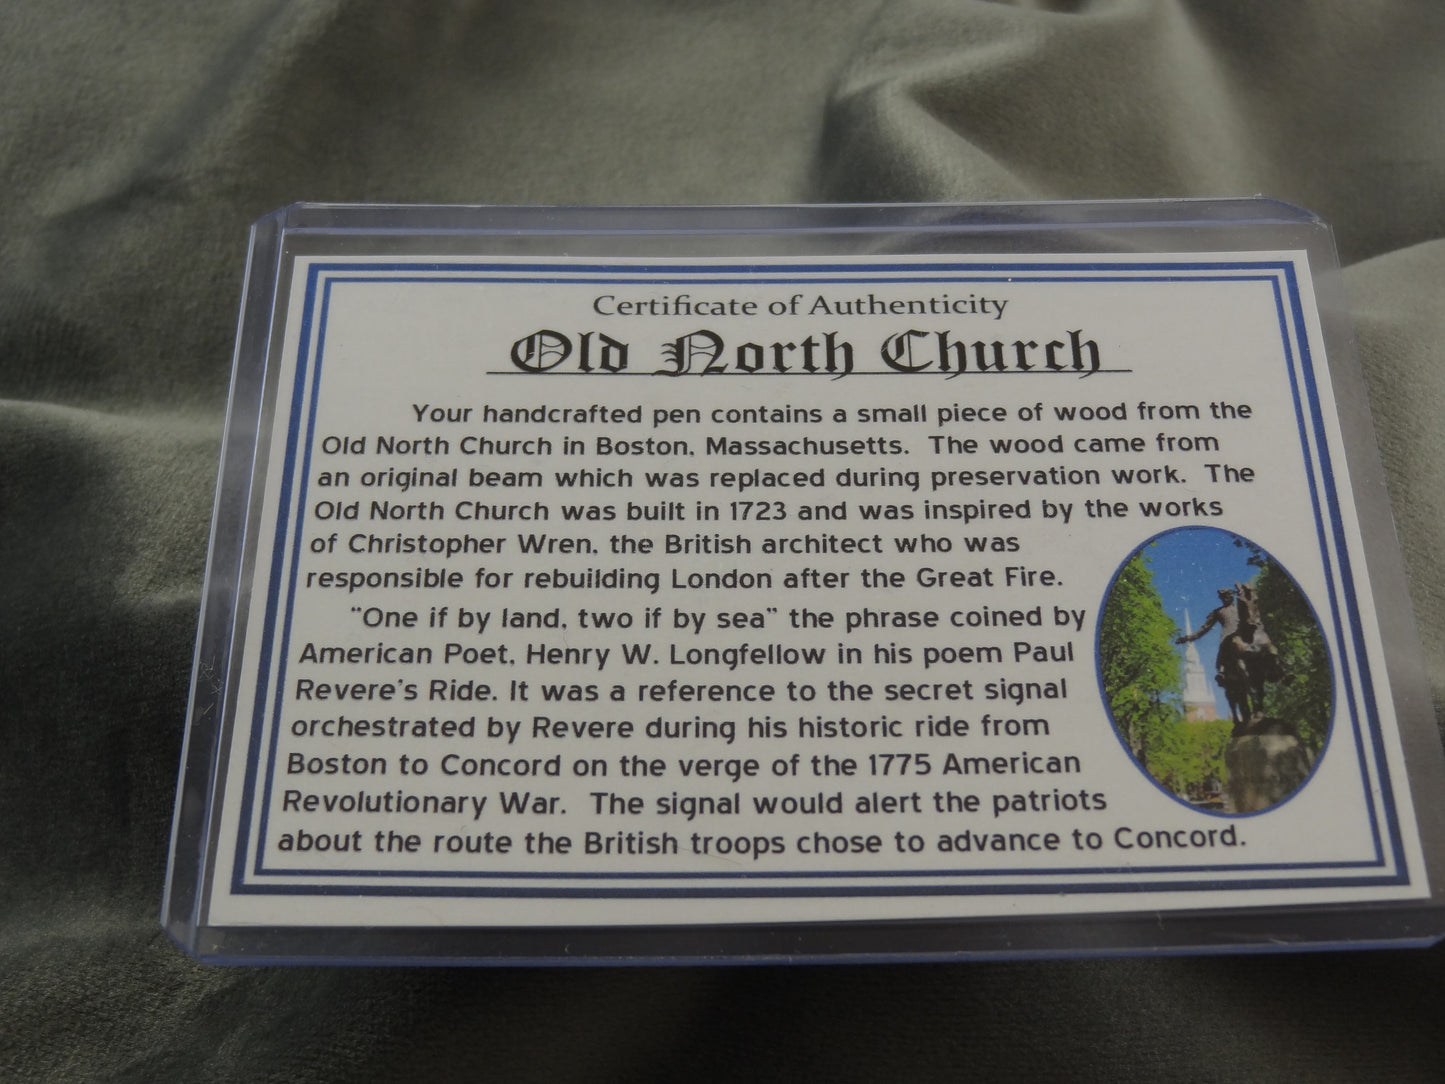 Certificate of Authenticity
Old North Church
Your handcrafted pen contains a small piece of wood from the
Old North Church in Boston, Massachusetts. The wood came from
an original beam which was replaced during preservation work. The
Old North Church was built in 1723 and was inspired by the works
of Christopher Wren, the British architect who was
responsible for rebuilding London after the Great Fire.
"One if by land, two if by sea" the phrase coined by
American Poet, Henry W. Longfellow in his poem Paul
Revere's Ride. It was a reference to the secret signal
orchestrated by Revere during his historic ride from
Boston to Concord on the verge of the 1775 American
Revolutionary War. The signal would alert the patriots
about the route the British troops chose to advance to Concord.